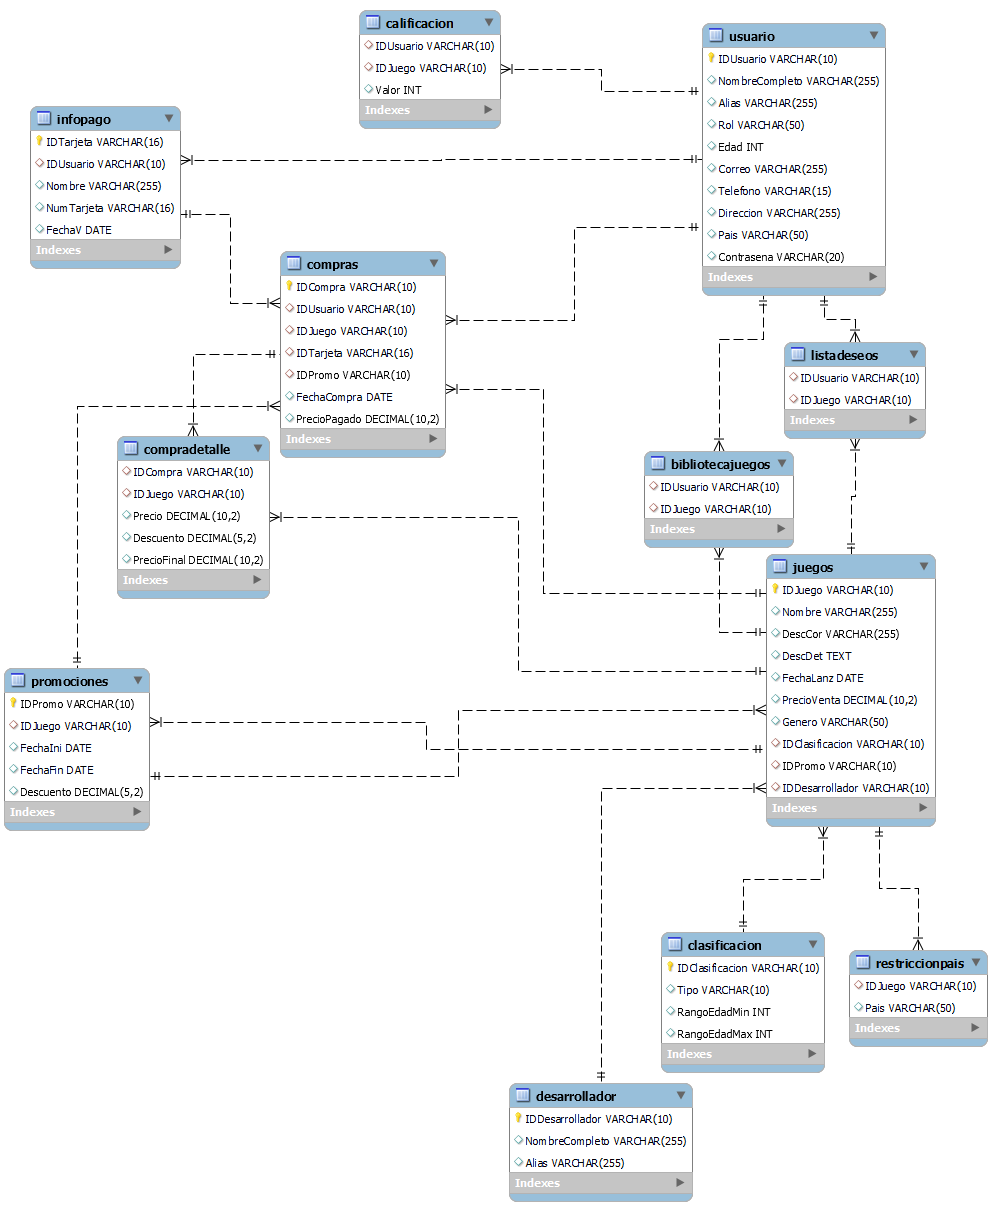 calificacion
IDUsuario VARCHAR(10)
IDJuego VARCHAR(10)
Valor INT
Indexes
usuario
IDUsuario VARCHAR(10)
NombreCompleto VARCHAR(255)
Alias VARCHAR(255)
Rol VARCHAR(50)
Edad INT
Correo VARCHAR(255)
Telefono VARCHAR(15)
Direccion VARCHAR(255)
Pais VARCHAR(50)
Contrasena VARCHAR(20)
Indexes
infopago
IDTarjeta VARCHAR(16)
IDUsuario VARCHAR(10)
Nombre VARCHAR(255)
NumTarjeta VARCHAR(16)
FechaV DATE
Indexes
compras
IDCompra VARCHAR(10)
IDUsuario VARCHAR(10)
IDJuego VARCHAR(10)
IDTarjeta VARCHAR(16)
IDPromo VARCHAR(10)
FechaCompra DATE
PrecioPagado DECIMAL(10,2)
Indexes
listadeseos
IDUsuario VARCHAR(10)
IDJuego VARCHAR(10)
Indexes
compradetalle
IDCompra VARCHAR(10)
IDJuego VARCHAR(10)
Precio DECIMAL(10,2)
Descuento DECIMAL(5,2)
PrecioFinal DECIMAL(10,2)
Indexes
bibliotecajuegos
IDUsuario VARCHAR(10)
IDJuego VARCHAR(10)
Indexes
juegos
IDJuego VARCHAR(10)
Nombre VARCHAR(255)
DescCor VARCHAR(255)
DescDet TEXT
FechaLanz DATE
PrecioVenta DECIMAL(10,2)
Genero VARCHAR(50)
IDClasificacion VARCHAR(10)
IDPromo VARCHAR(10)
IDDesarrollador VARCHAR(10)
Indexes
promociones
IDPromo VARCHAR(10)
IDJuego VARCHAR(10)
FechaIni DATE
FechaFin DATE
Descuento DECIMAL(5,2)
Indexes
clasificacion
IDClasificacion VARCHAR(10)
Tipo VARCHAR(10)
RangoEdadMin INT
RangoEdadMax INT
Indexes
restriccionpais
IDJuego VARCHAR(10)
Pais VARCHAR(50)
Indexes
desarrollador
IDDesarrollador VARCHAR(10)
NombreCompleto VARCHAR(255)
Alias VARCHAR(255)
Indexes